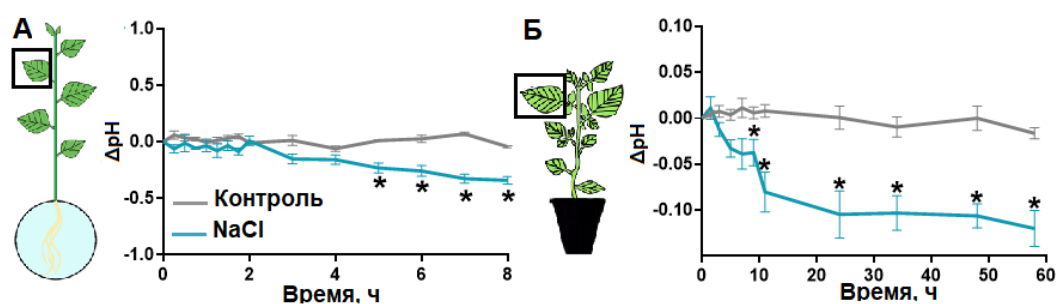 А
ΔpH
1.0
0.5
0.0
-0.5
-1.0
* * * *
Контроль
NaCl
0 2 4 6 8
Время, ч
Б
ΔpH
0.10
0.05
0.00
-0.05
-0.10
* * * * * *
0 10 20 30 40 50 60
Время, ч